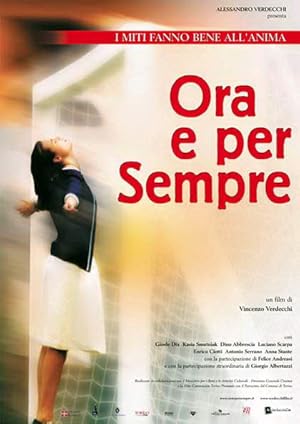 ALESSANDRO VERDECCHI
presenta
I MITI FANNO BENE ALL'ANIMA
Ora
e per
Sempre
un film di
Vincenzo Verdecchi
con
Gioele Dix Kasia Smutniak Dino Abbrescia Luciano Scarpa
Enrica Ciotti Antonio Serrano Anna Stante
con la partecipazione di Felice Andreasi
e con la partecipazione straordinaria di Giorgio Albertazzi